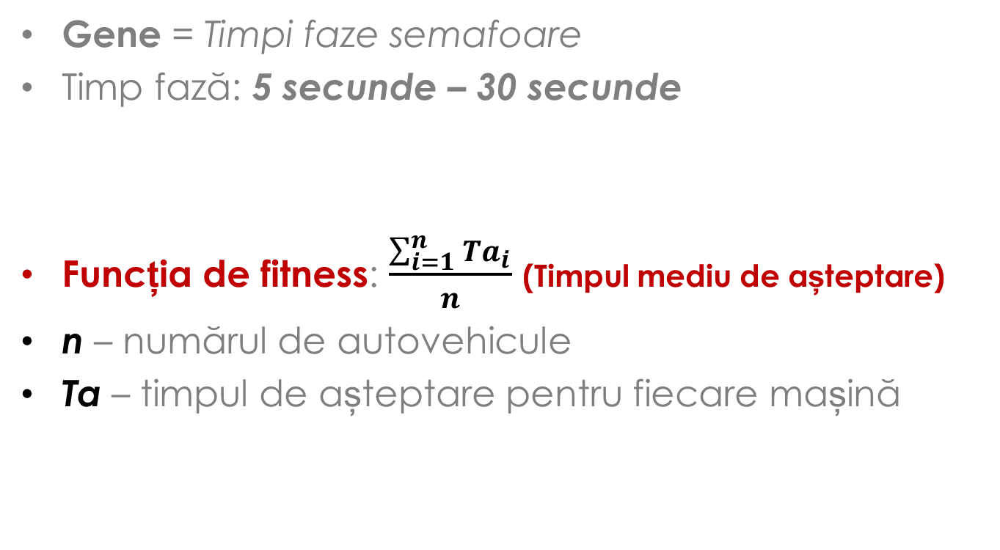 • Gene = Timpi faze semafoare
• Timp fază: 5 secunde – 30 secunde
• Funcția de fitness: $\frac{\sum_{i=1}^{n} Ta_i}{n}$ (Timpul mediu de așteptare)
• n – numărul de autovehicule
• Ta – timpul de așteptare pentru fiecare mașină